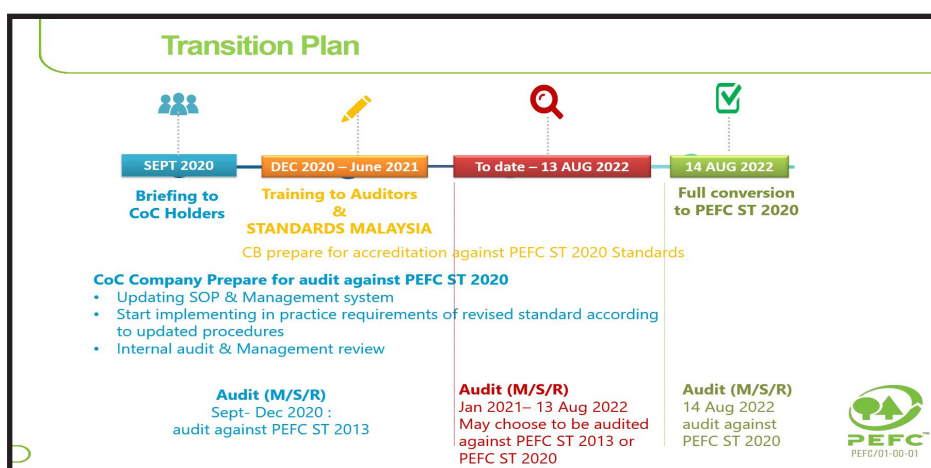 Transition Plan
SEPT 2020
DEC 2020 – June 2021
To date – 13 AUG 2022
14 AUG 2022
Briefing to
CoC Holders
Training to Auditors
&
STANDARDS MALAYSIA
Full conversion
to PEFC ST 2020
CB prepare for accreditation against PEFC ST 2020 Standards
CoC Company Prepare for audit against PEFC ST 2020
• Updating SOP & Management system
• Start implementing in practice requirements of revised standard according
to updated procedures
• Internal audit & Management review
Audit (M/S/R)
Sept- Dec 2020 :
audit against PEFC ST 2013
Audit (M/S/R)
Jan 2021– 13 Aug 2022
May choose to be audited
against PEFC ST 2013 or
PEFC ST 2020
Audit (M/S/R)
14 Aug 2022
audit against
PEFC ST 2020
PEFC™
PEFC/01-00-01